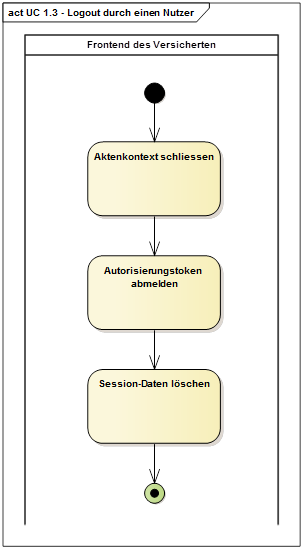 act UC 1.3 - Logout durch einen Nutzer
Frontend des Versicherten
Aktenkontext schliessen
Autorisierungstoken
abmelden
Session-Daten löschen